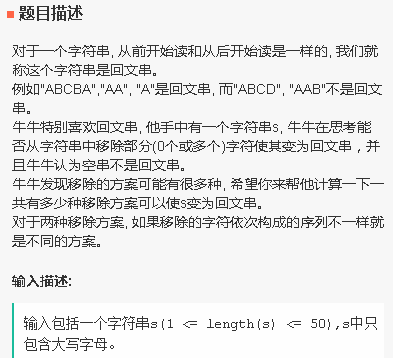 题目描述
对于一个字符串, 从前开始读和从后开始读是一样的, 我们就
称这个字符串是回文串。
例如"ABCBA","AA", "A"是回文串, 而"ABCD", "AAB"不是回文
串。
牛牛特别喜欢回文串, 他手中有一个字符串s, 牛牛在思考能
否从字符串中移除部分(0个或多个)字符使其变为回文串，并
且牛牛认为空串不是回文串。
牛牛发现移除的方案可能有很多种, 希望你来帮他计算一下一
共有多少种移除方案可以使s变为回文串。
对于两种移除方案, 如果移除的字符依次构成的序列不一样就
是不同的方案。
输入描述:
输入包括一个字符串s(1 <= length(s) <= 50),s中只
包含大写字母。